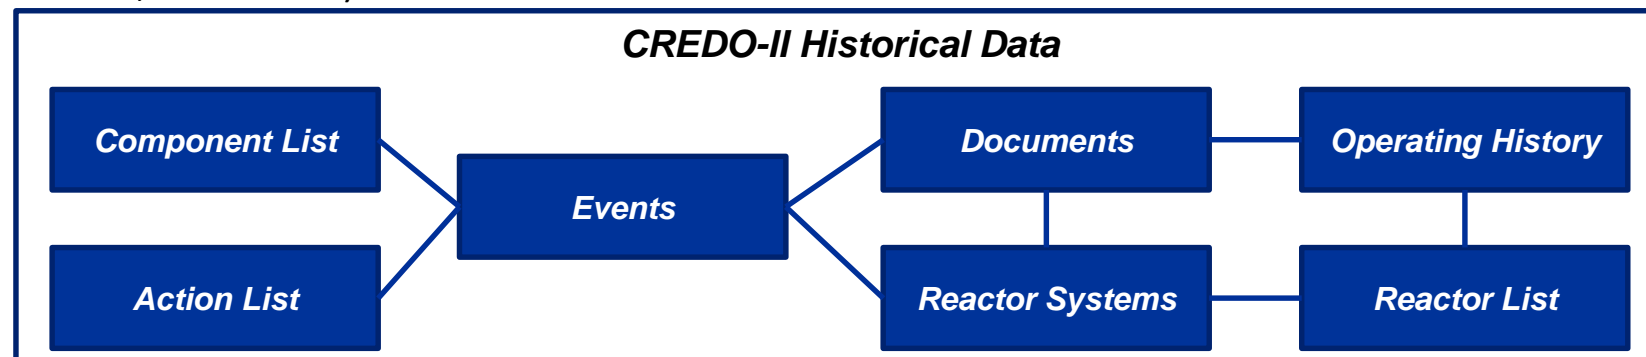 CREDO-II Historical Data
Component List
Documents
Operating History
Events
Action List
Reactor Systems
Reactor List